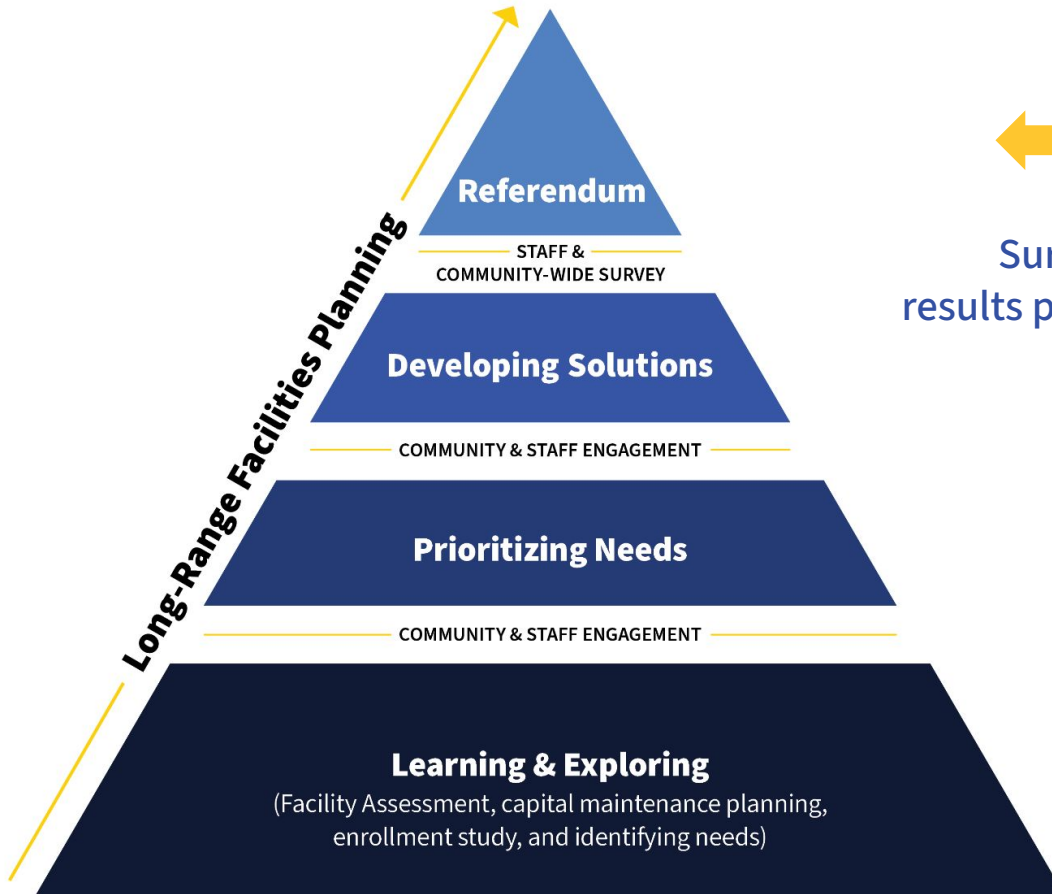 Referendum
STAFF &
COMMUNITY-WIDE SURVEY
Developing Solutions
COMMUNITY & STAFF ENGAGEMENT
Prioritizing Needs
COMMUNITY & STAFF ENGAGEMENT
Learning & Exploring
(Facility Assessment, capital maintenance planning,
enrollment study, and identifying needs)
Long-Range Facilities Planning
results